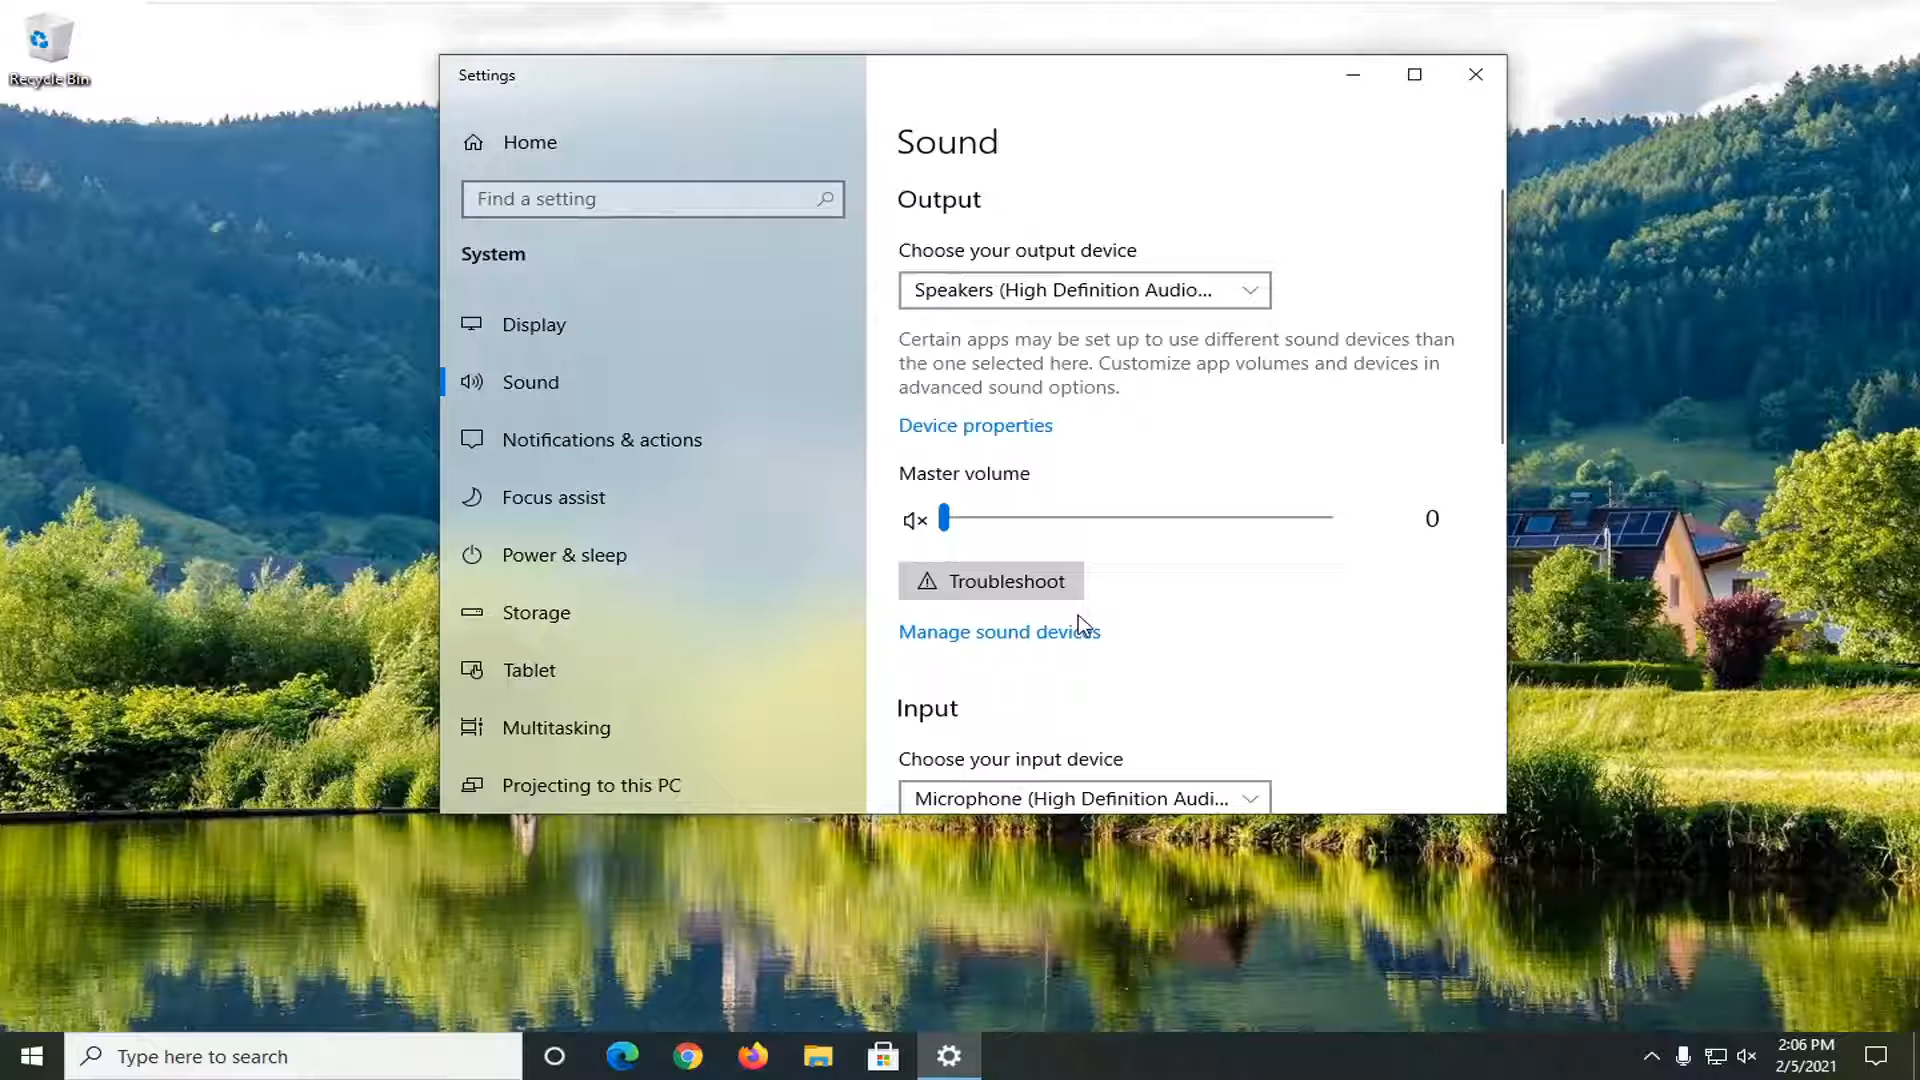 Recycle Bin
Settings
Home
Find a setting
System
Display
Sound
Notifications & actions
Focus assist
Power & sleep
Storage
Tablet
Multitasking
Projecting to this PC
Sound
Output
Choose your output device
Speakers (High Definition Audio...
Certain apps may be set up to use different sound devices than
the one selected here. Customize app volumes and devices in
advanced sound options.
Device properties
Master volume
0
Troubleshoot
Manage sound devices
Input
Choose your input device
Microphone (High Definition Audi...
Type here to search
2:06 PM
2/5/2021